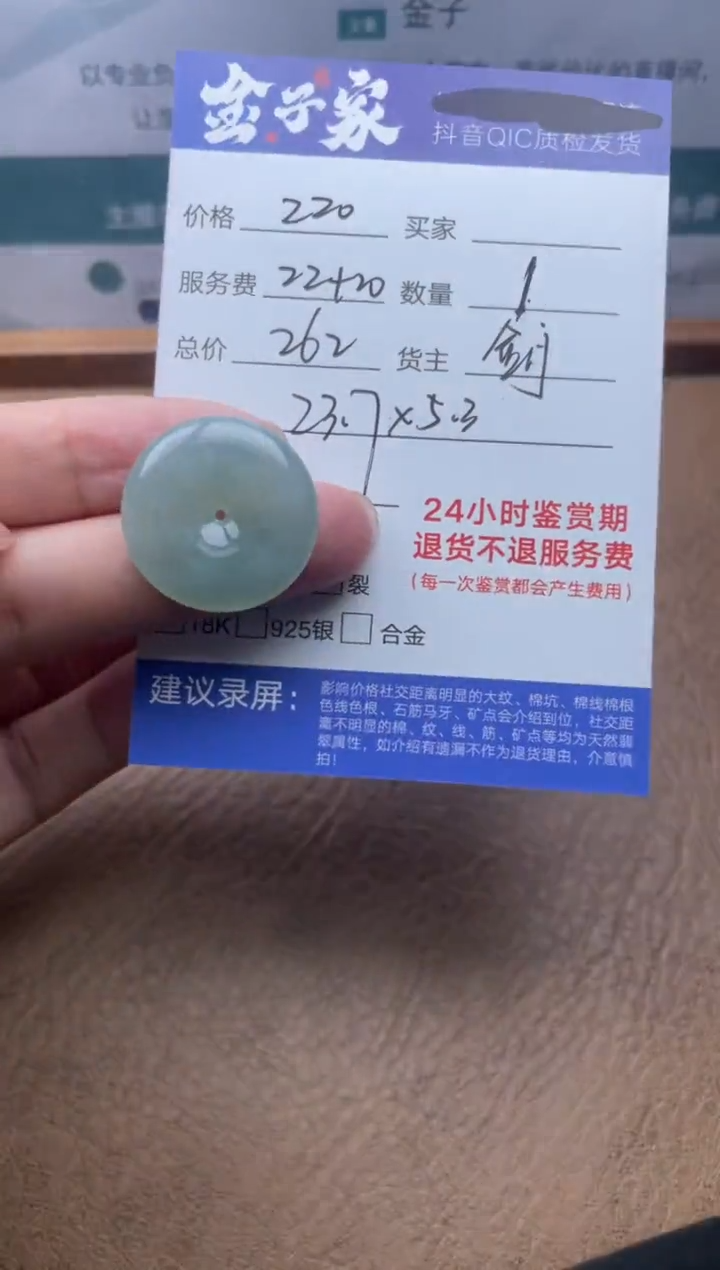 金子
以专业负
让
金子家
抖音QIC质检发货
价格 220 买家
服务费 22+20 数量 1
总价 262 货主
23.7×5.3
24小时鉴赏期
退货不退服务费
(每一次鉴赏都会产生费用)
裂
18K 925银 合金
建议录屏：
影响价格社交距离明显的大纹、棉坑、棉线棉根
色线色根、石筋马牙、矿点会介绍到位，社交距
离不明显的棉、纹、线、筋、矿点等均为天然翡
翠属性，如介绍有遗漏不作为退货理由，介意慎
拍！